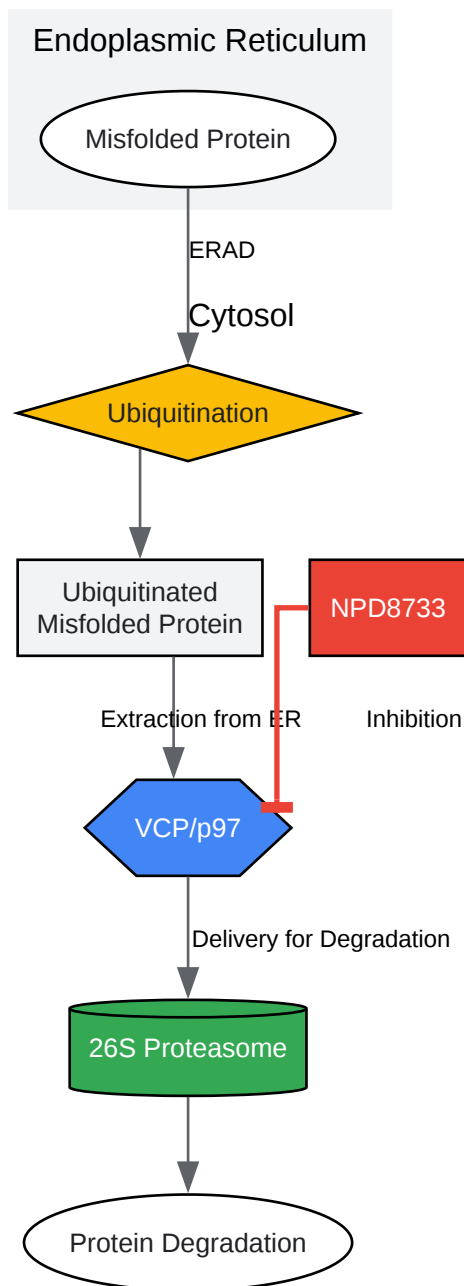 Endoplasmic Reticulum
Misfolded Protein
ERAD
Cytosol
Ubiquitination
Ubiquitinated
Misfolded Protein
NPD8733
Extraction from ER
Inhibition
VCP/p97
Delivery for Degradation
26S Proteasome
Protein Degradation